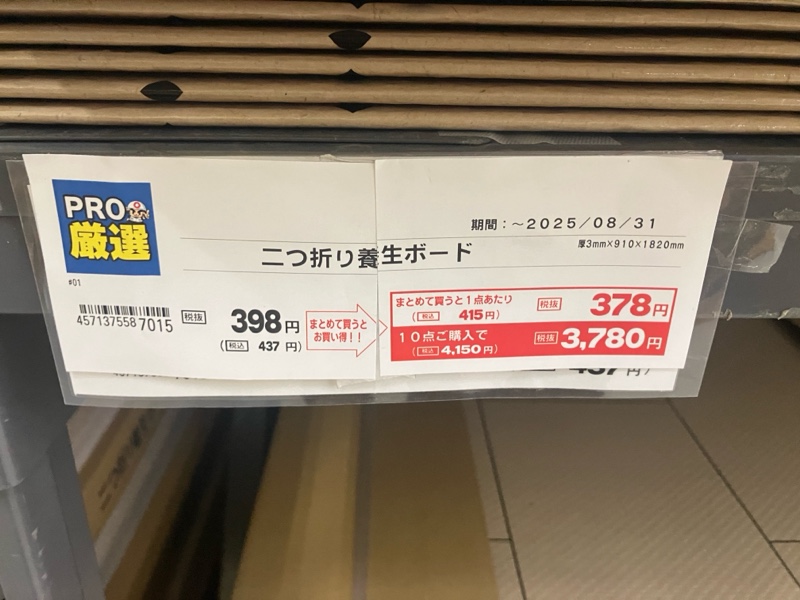 PRO
厳選
#01
期間:~2025/08/31
二つ折り養生ボード
厚3mm×910×1820mm
4571375587015
税抜 398円
(税込 437 円)
まとめて買うと
お買い得!!
まとめて買うと1点あたり
(税込 415円)
税抜 378円
10点ご購入で
(税込 4,150円)
税抜 3,780円